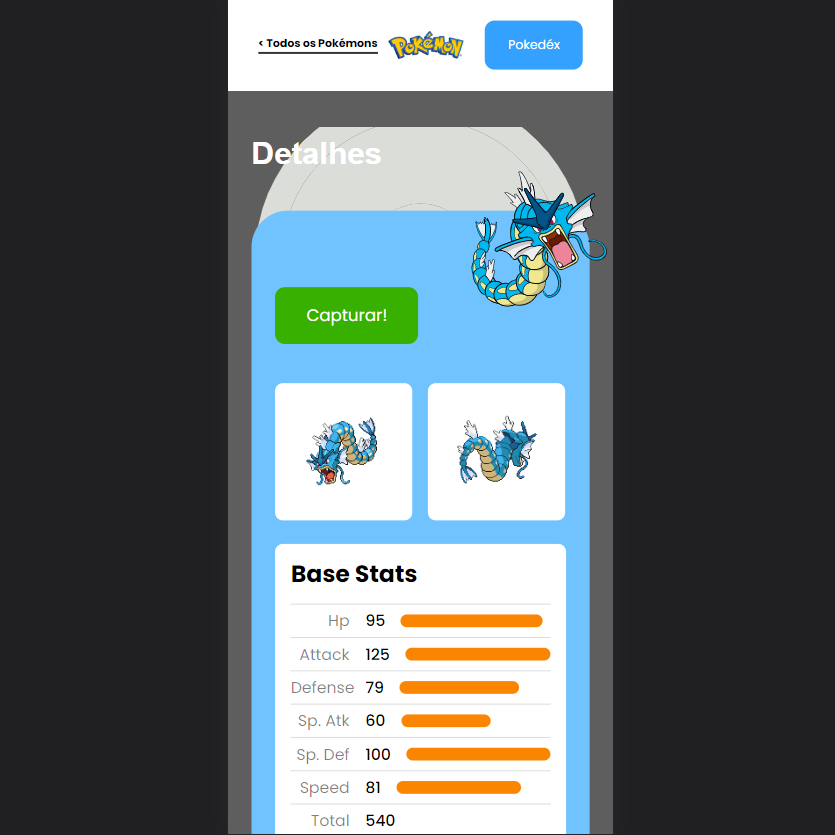 < Todos os Pokémons
POKÉMON
Pokedéx
Detalhes
Capturar!
Base Stats
Hp 95
Attack 125
Defense 79
Sp. Atk 60
Sp. Def 100
Speed 81
Total 540